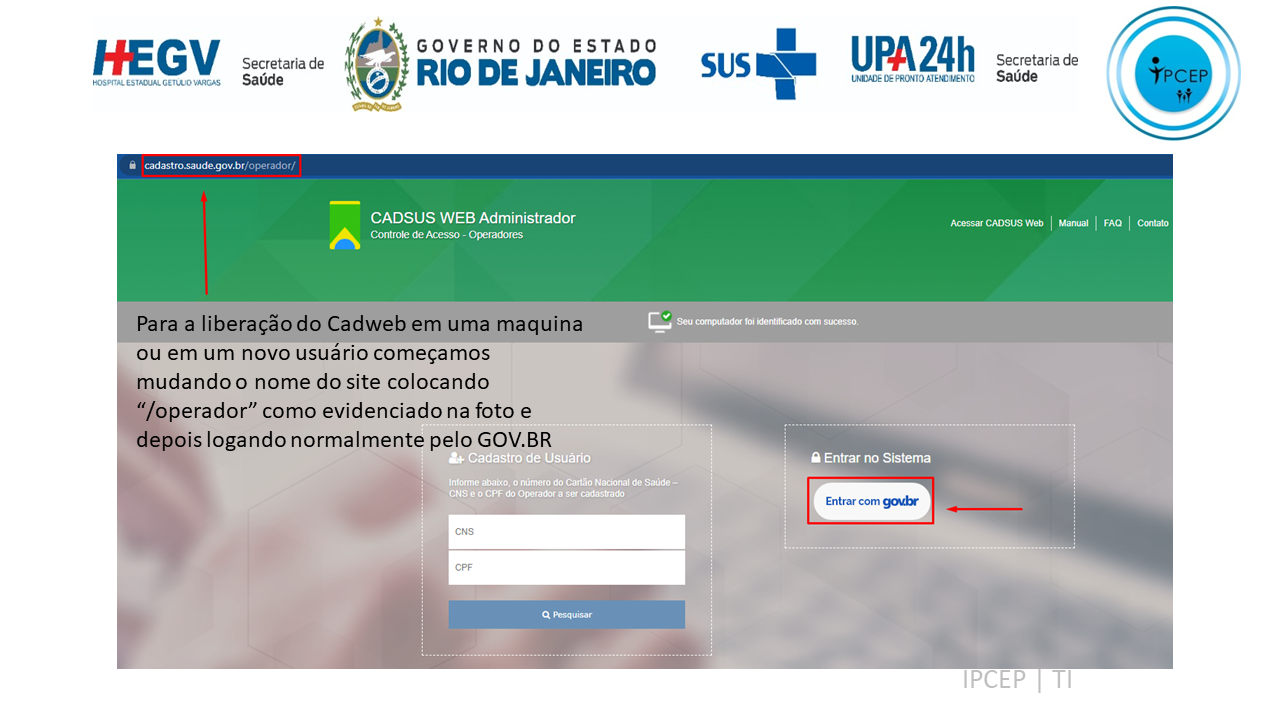 HEGV
HOSPITAL ESTADUAL GETULIO VARGAS
Secretaria de
Saúde
GOVERNO DO ESTADO
RIO DE JANEIRO
SUS
UPA 24h
UNIDADE DE PRONTO ATENDIMENTO
Secretaria de
Saúde
IPCEP
cadastro.saude.gov.br/operador/
CADSUS WEB Administrador
Controle de Acesso - Operadores
Acessar CADSUS Web
Manual
FAQ
Contato
Seu computador foi identificado com sucesso.
Para a liberação do Cadweb em uma maquina
ou em um novo usuário começamos
mudando o nome do site colocando
“/operador” como evidenciado na foto e
depois logando normalmente pelo GOV.BR
Cadastro de Usuário
Informe abaixo, o número do Cartão Nacional de Saúde –
CNS e o CPF do Operador a ser cadastrado
CNS
CPF
Pesquisar
Entrar no Sistema
Entrar com gov.br
IPCEP | TI